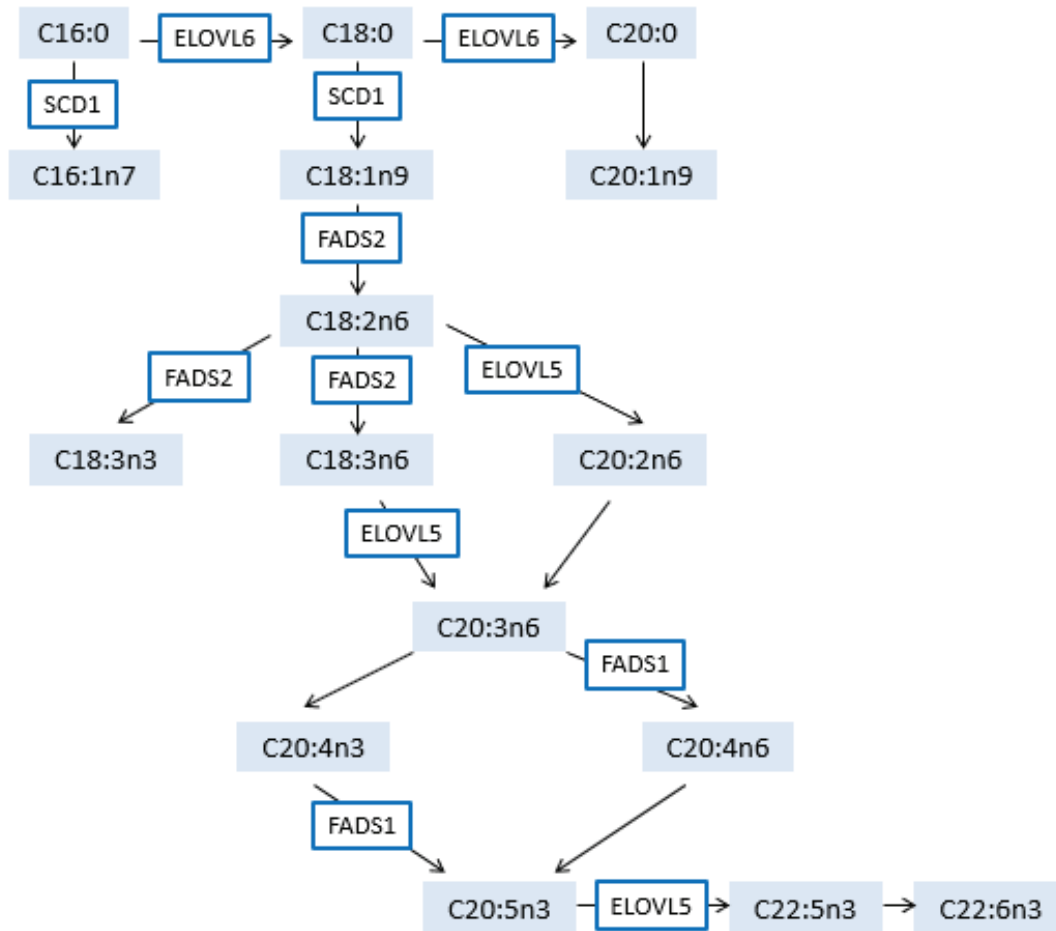 C16:0
ELOVL6
C18:0
ELOVL6
C20:0
SCD1
SCD1
C16:1n7
C18:1n9
C20:1n9
FADS2
C18:2n6
FADS2
FADS2
ELOVL5
C18:3n3
C18:3n6
C20:2n6
ELOVL5
C20:3n6
FADS1
C20:4n3
C20:4n6
FADS1
C20:5n3
ELOVL5
C22:5n3
C22:6n3